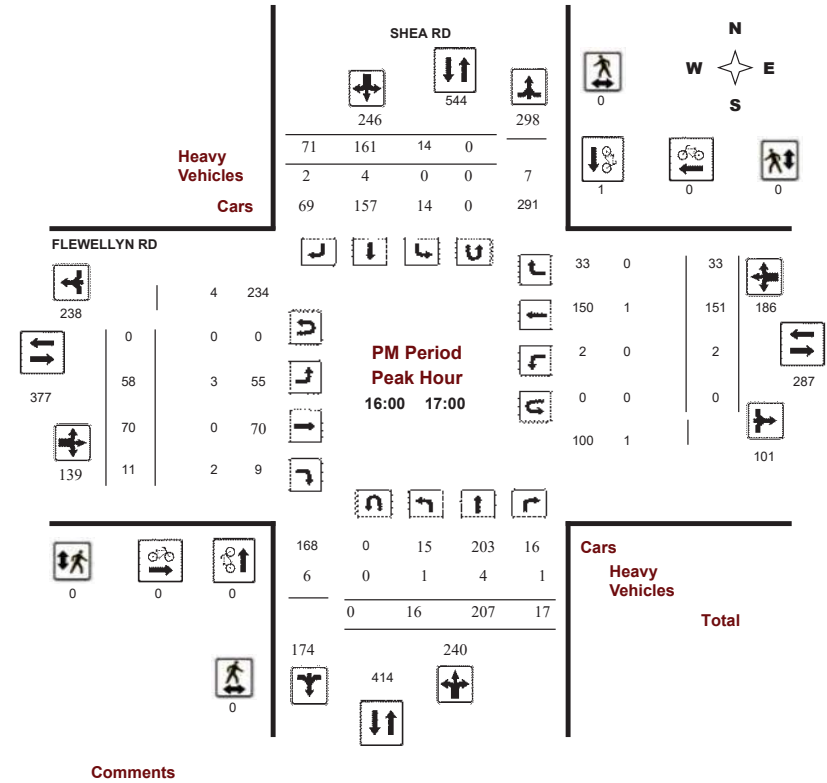 SHEA RD
N
W E
S
544
0
246 298
71 161 14 0
Heavy
Vehicles
2 4 0 0 7
1 0 0
Cars
69 157 14 0 291
FLEWELLYN RD
33 0 33
4 234
238
150 1 151 186
0 0 0
PM Period
Peak Hour
16:00 17:00
2 0 2
287
58 3 55
377
0 0 0
70 0 70
100 1
101
139 11 2 9
168 0 15 203 16
Cars
6 0 1 4 1
Heavy
Vehicles
0 0 0
0 16 207 17
Total
174 240
414
0
Comments